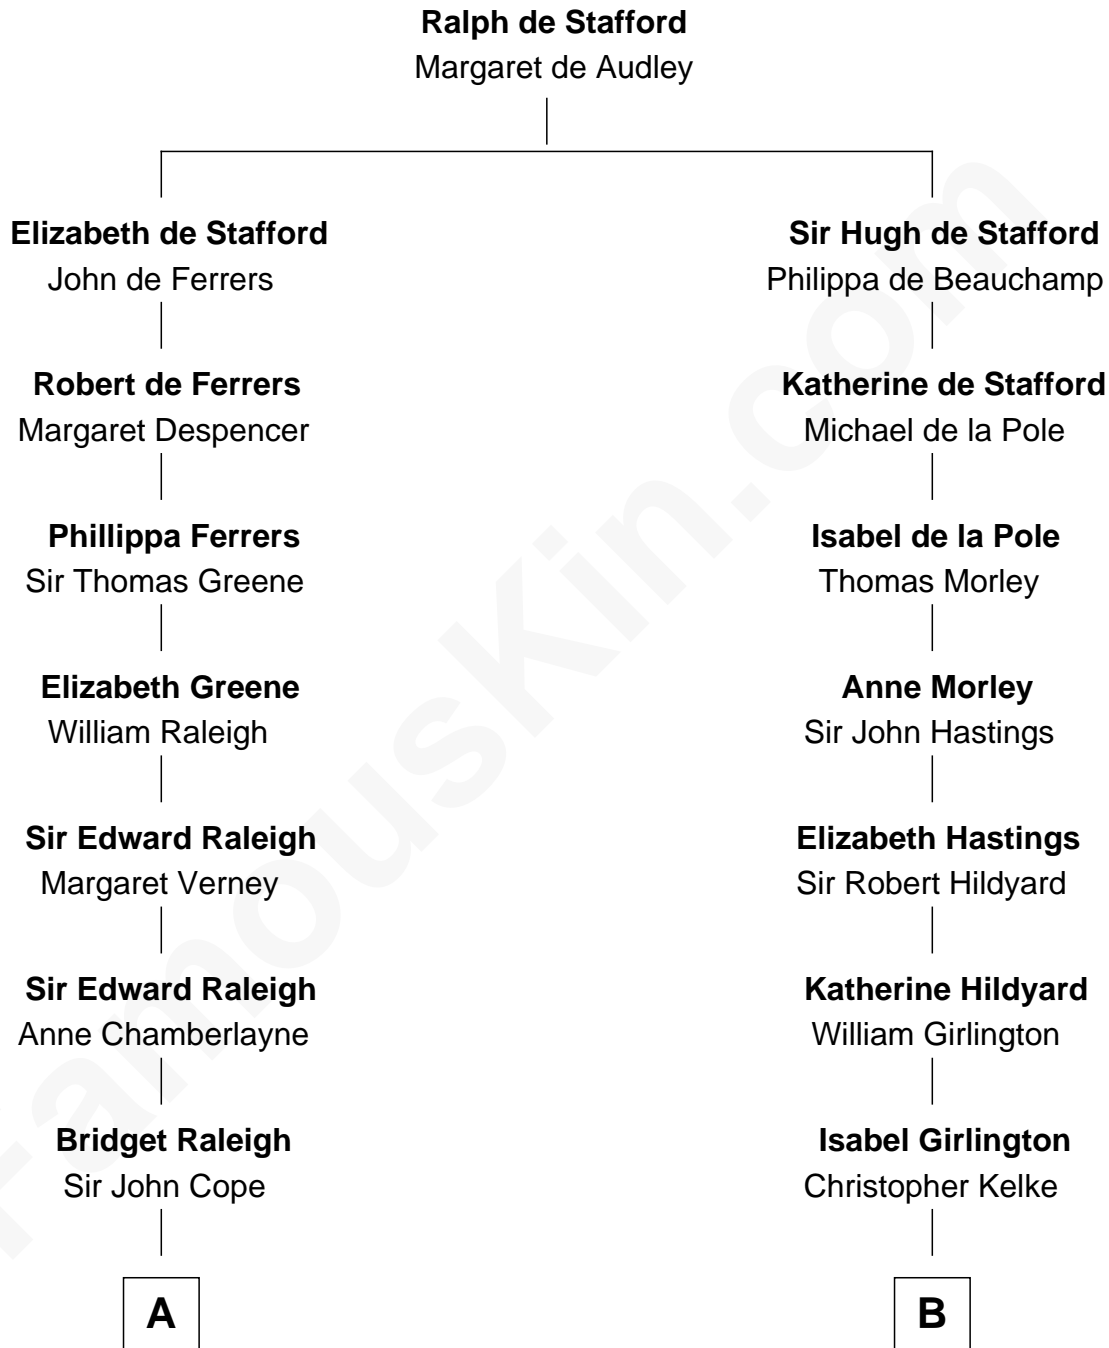 Ralph de Stafford
Margaret de Audley
Elizabeth de Stafford
John de Ferrers
Sir Hugh de Stafford
Philippa de Beauchamp
Robert de Ferrers
Margaret Despencer
Katherine de Stafford
Michael de la Pole
Phillippa Ferrers
Sir Thomas Greene
Isabel de la Pole
Thomas Morley
Elizabeth Greene
William Raleigh
Anne Morley
Sir John Hastings
Sir Edward Raleigh
Margaret Verney
Elizabeth Hastings
Sir Robert Hildyard
Sir Edward Raleigh
Anne Chamberlayne
Katherine Hildyard
William Girlington
Bridget Raleigh
Sir John Cope
Isabel Girlington
Christopher Kelke
A
B
FamousKin.com